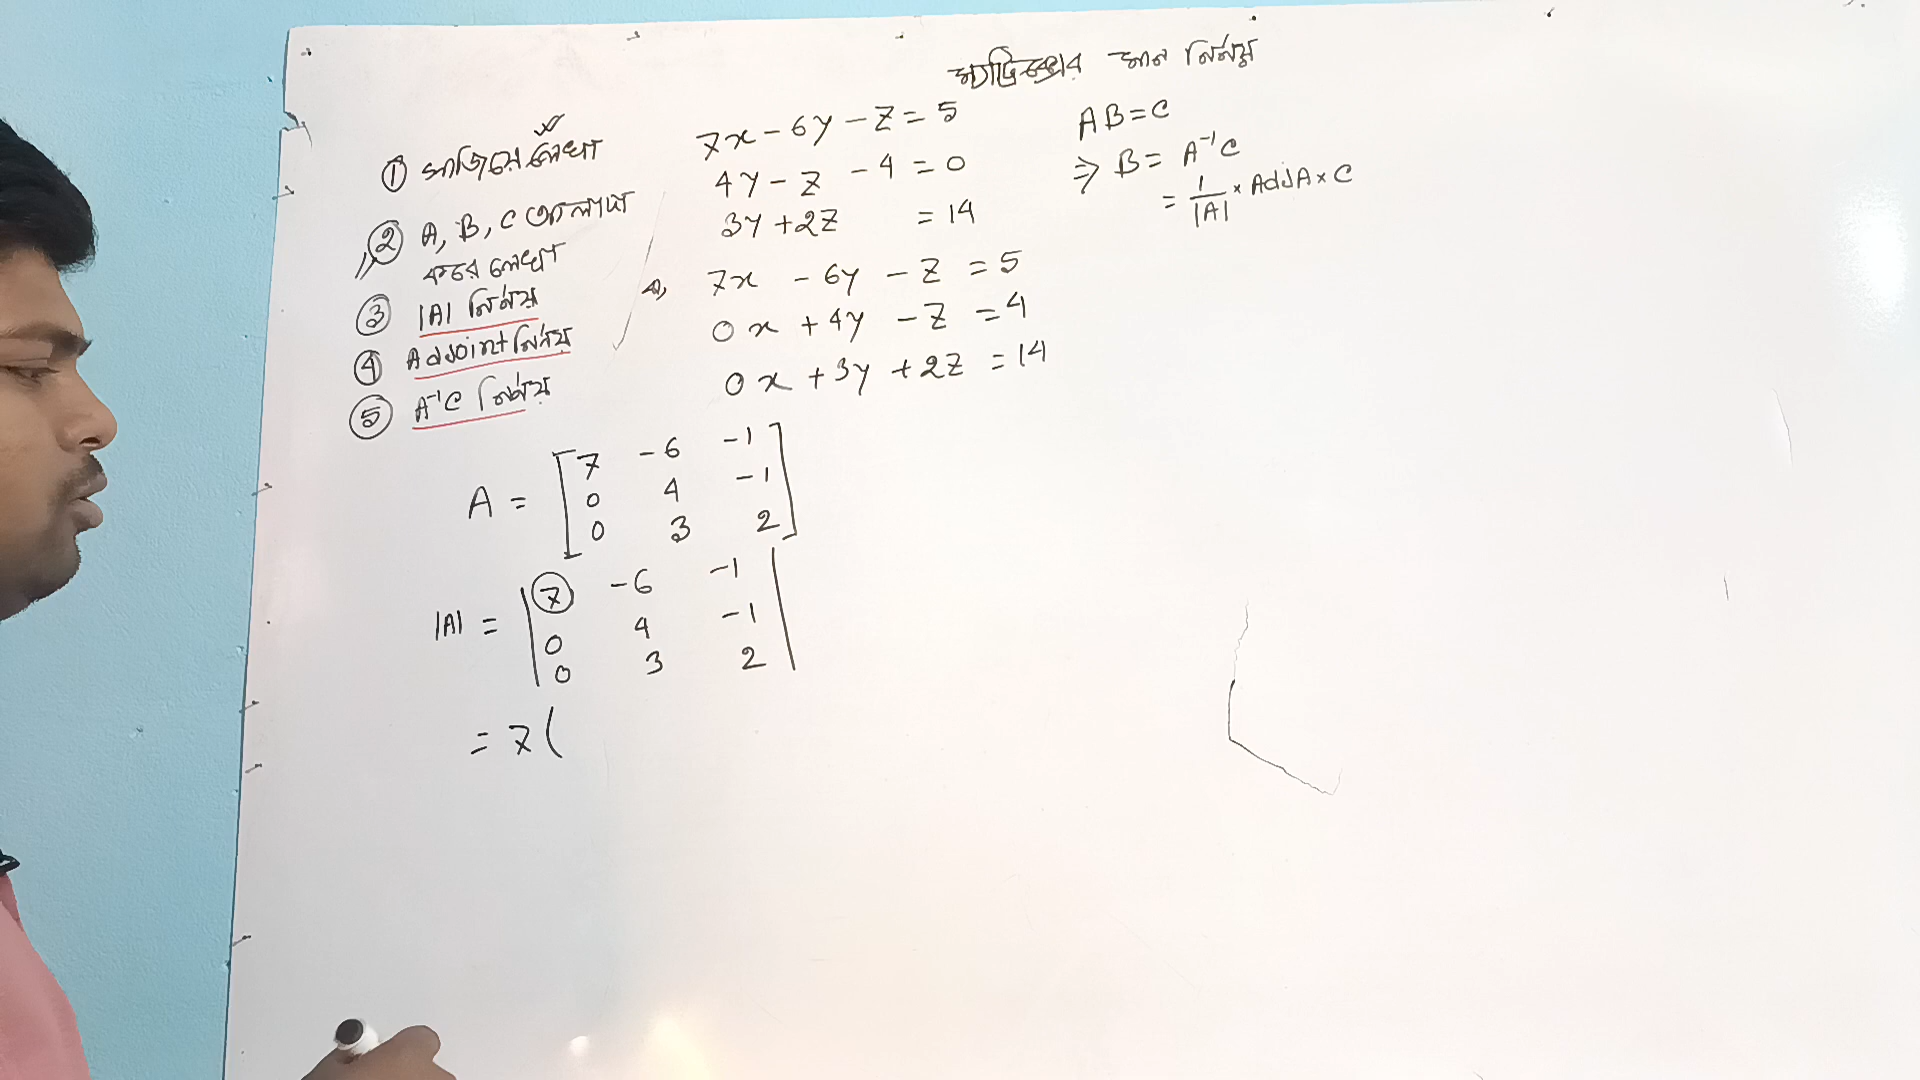 ম্যাট্রিক্সের মান নির্ণয়
① সাজিয়ে লেখা
② A, B, C আলাদা
করে লেখা
③ |A| নির্ণয়
④ Adjoint নির্ণয়
⑤ A⁻¹C নির্ণয়
7x - 6y - z = 5
4y - z - 4 = 0
3y + 2z = 14
7x - 6y - z = 5
0x + 4y - z = 4
0x + 3y + 2z = 14
AB = C
⇒ B = A⁻¹C
= 1/|A| × AdjA × C
A = [7 -6 -1
0 4 -1
0 3 2]
|A| = |7 -6 -1
0 4 -1
0 3 2|
= 7(